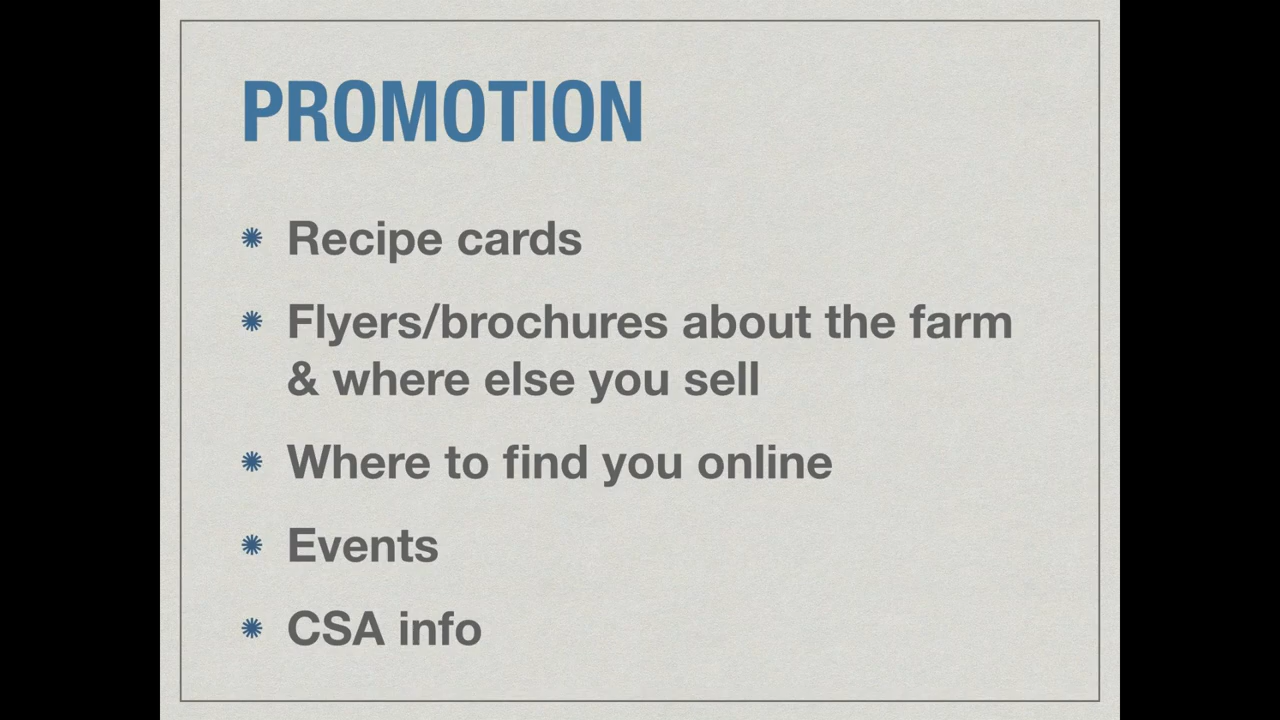 PROMOTION
Recipe cards
Flyers/brochures about the farm
& where else you sell
Where to find you online
Events
CSA info